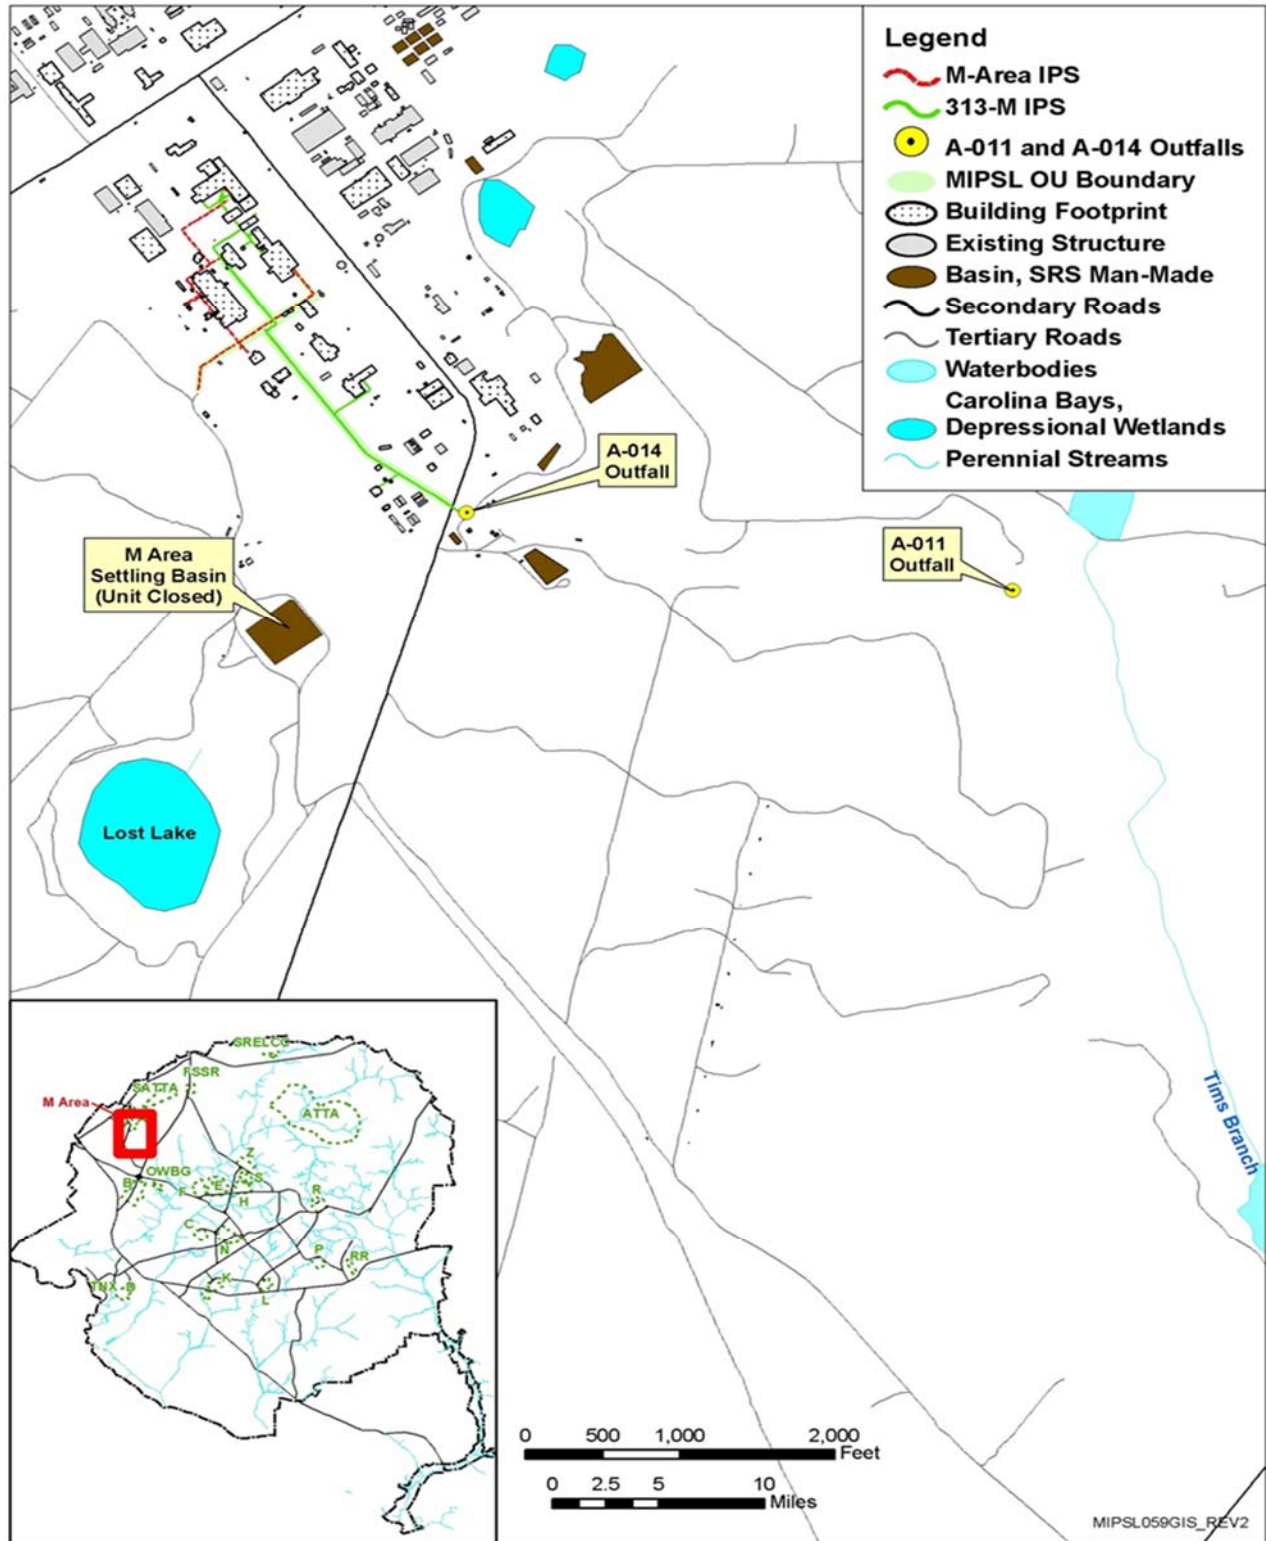 Legend
M-Area IPS
313-M IPS
A-011 and A-014 Outfalls
MIPSL OU Boundary
Building Footprint
Existing Structure
Basin, SRS Man-Made
Secondary Roads
Tertiary Roads
Waterbodies
Carolina Bays,
Depressional Wetlands
Perennial Streams
A-014
Outfall
A-011
Outfall
M Area
Settling Basin
(Unit Closed)
Lost Lake
Tims Branch
SRELCC
FSSR
SATTA
M Area
ATTA
Z
OWBG
B
F
E
S
H
R
C
N
P
RR
TNX
D
K
L
0 500 1,000 2,000
Feet
0 2.5 5 10
Miles
MIPSL059GIS_REV2